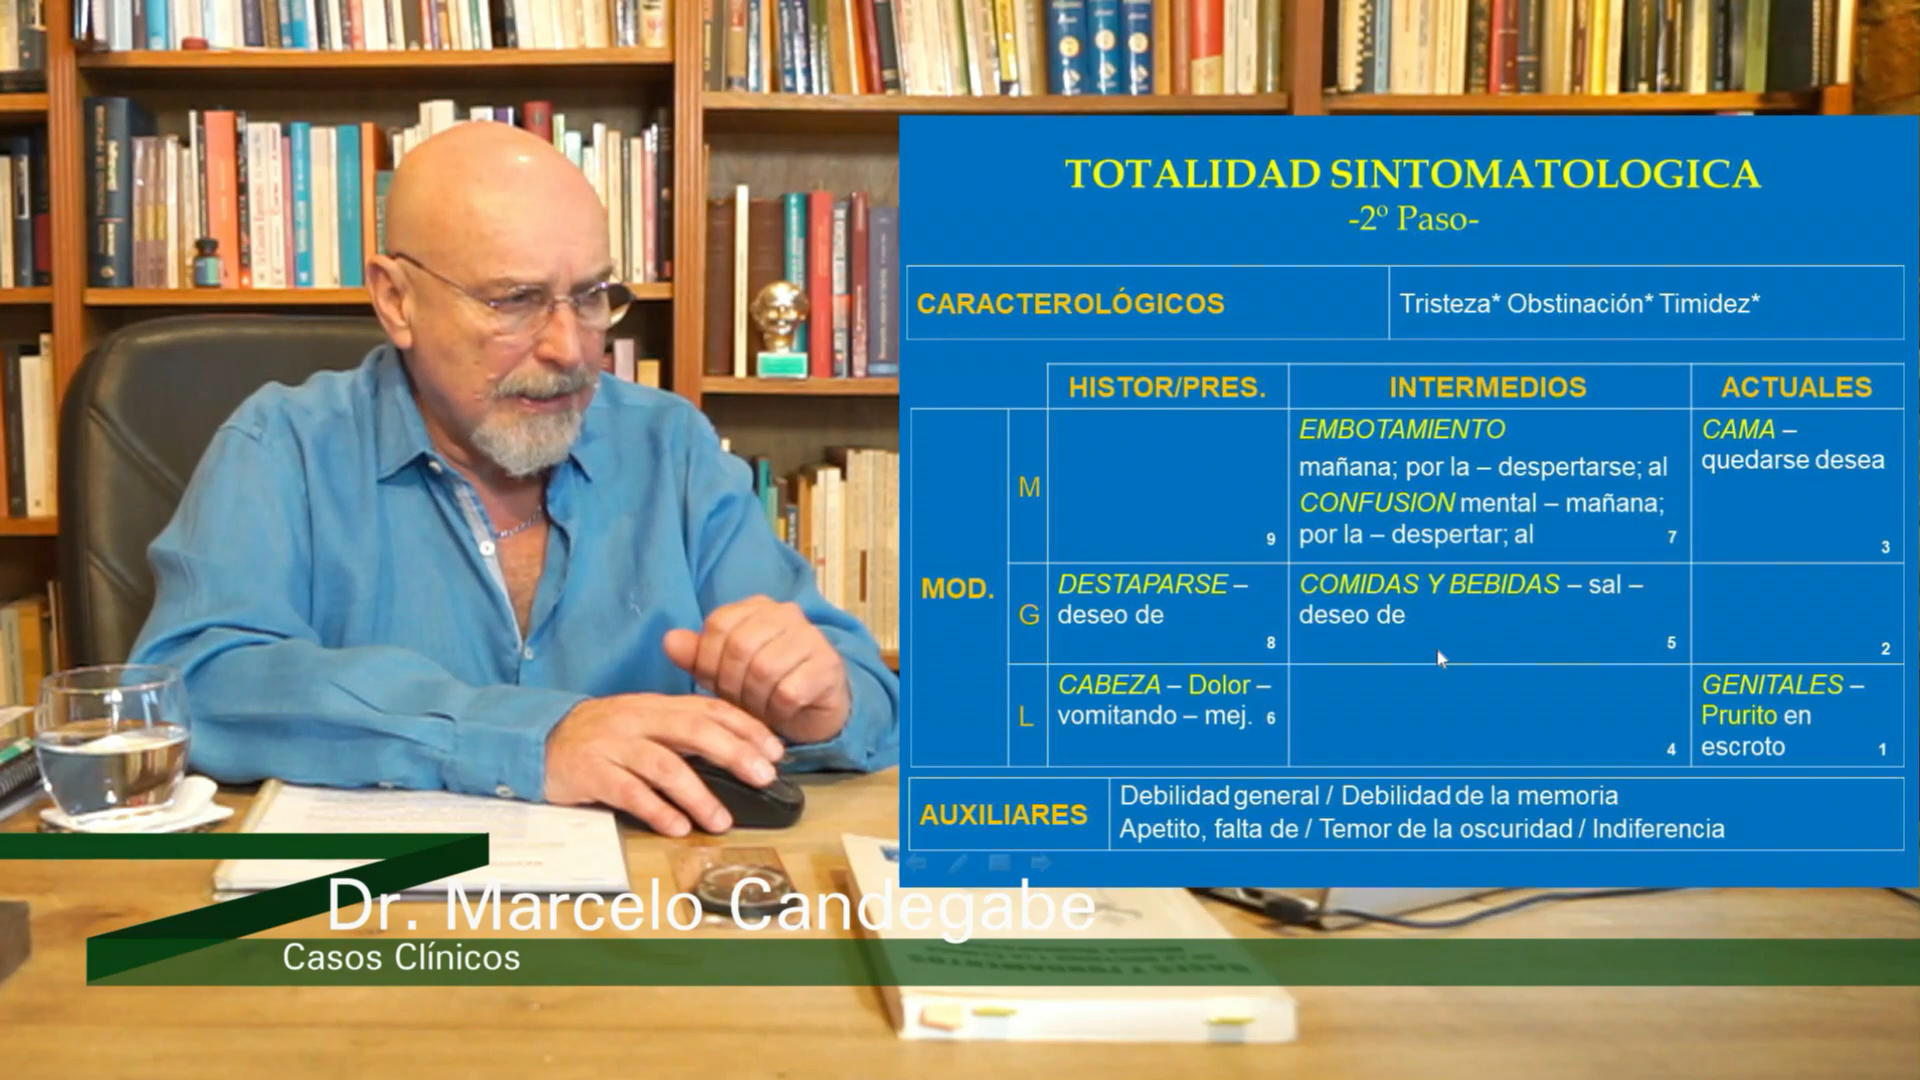 TOTALIDAD SINTOMATOLOGICA
-2º Paso-
CARACTEROLÓGICOS
Tristeza* Obstinación* Timidez*
HISTOR/PRES.
INTERMEDIOS
ACTUALES
MOD.
M
9
EMBOTAMIENTO
mañana; por la – despertarse; al
CONFUSION mental – mañana;
por la – despertar; al 7
CAMA –
quedarse desea
3
G
DESTAPARSE –
deseo de
8
COMIDAS Y BEBIDAS – sal –
deseo de
5
2
L
CABEZA – Dolor –
vomitando – mej. 6
4
GENITALES –
Prurito en
escroto 1
AUXILIARES
Debilidad general / Debilidad de la memoria
Apetito, falta de / Temor de la oscuridad / Indiferencia
Dr. Marcelo Candegabe
Casos Clínicos